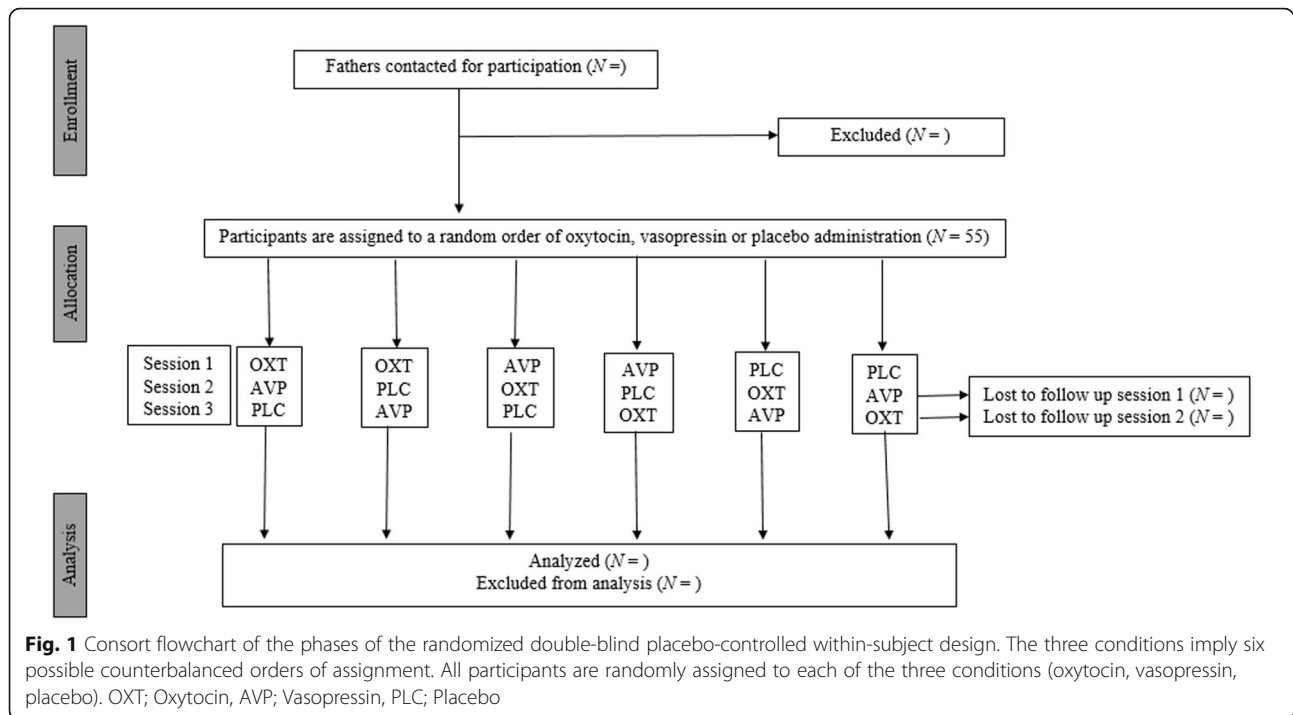 Enrollment
Fathers contacted for participation (N =)
Excluded (N = )
Allocation
Participants are assigned to a random order of oxytocin, vasopressin or placebo administration (N = 55)
Session 1
Session 2
Session 3
OXT
AVP
PLC
OXT
PLC
AVP
AVP
OXT
PLC
AVP
PLC
OXT
PLC
OXT
AVP
PLC
AVP
OXT
Lost to follow up session 1 (N = )
Lost to follow up session 2 (N = )
Analysis
Analyzed (N = )
Excluded from analysis (N = )
Fig. 1 Consort flowchart of the phases of the randomized double-blind placebo-controlled within-subject design. The three conditions imply six
possible counterbalanced orders of assignment. All participants are randomly assigned to each of the three conditions (oxytocin, vasopressin,
placebo). OXT; Oxytocin, AVP; Vasopressin, PLC; Placebo